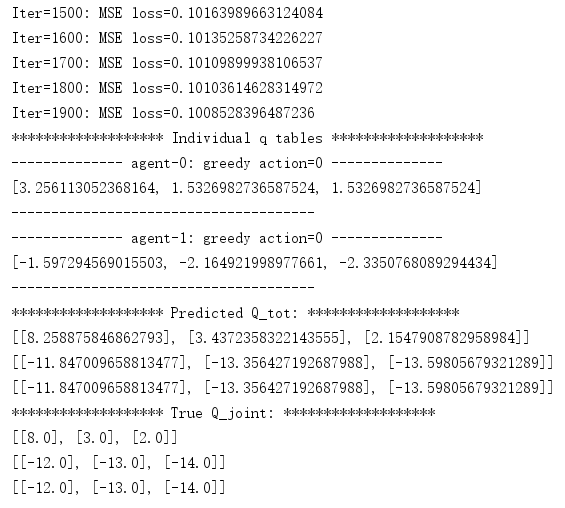 Iter=1500: MSE loss=0.10163989663124084
Iter=1600: MSE loss=0.10135258734226227
Iter=1700: MSE loss=0.10109899938106537
Iter=1800: MSE loss=0.10103614628314972
Iter=1900: MSE loss=0.1008528396487236
******************* Individual q tables *******************
-------------- agent-0: greedy action=0 --------------
[3.256113052368164, 1.5326982736587524, 1.5326982736587524]
--------------------------------------
-------------- agent-1: greedy action=0 --------------
[-1.597294569015503, -2.164921998977661, -2.3350768089294434]
--------------------------------------
******************* Predicted Q_tot: *******************
[[8.258875846862793], [3.4372358322143555], [2.1547908782958984]]
[[-11.847009658813477], [-13.356427192687988], [-13.59805679321289]]
[[-11.847009658813477], [-13.356427192687988], [-13.59805679321289]]
******************* True Q_joint: *******************
[[8.0], [3.0], [2.0]]
[[-12.0], [-13.0], [-14.0]]
[[-12.0], [-13.0], [-14.0]]